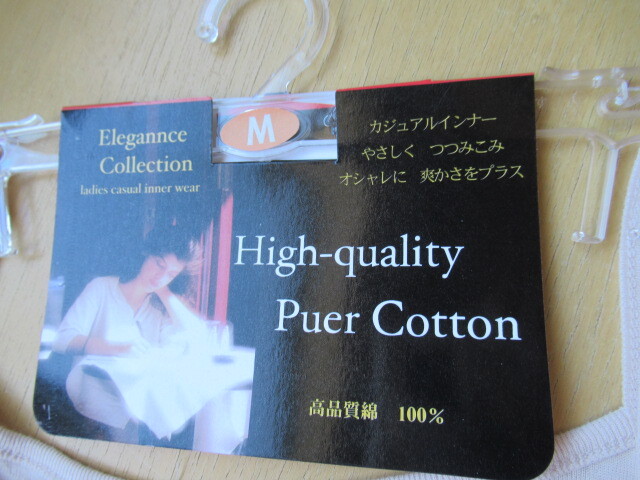 Elegannce
Collection
ladies casual inner wear
M
カジュアルインナー
やさしく つつみこみ
オシャレに 爽かさをプラス
High-quality
Puer Cotton
高品質綿 100%